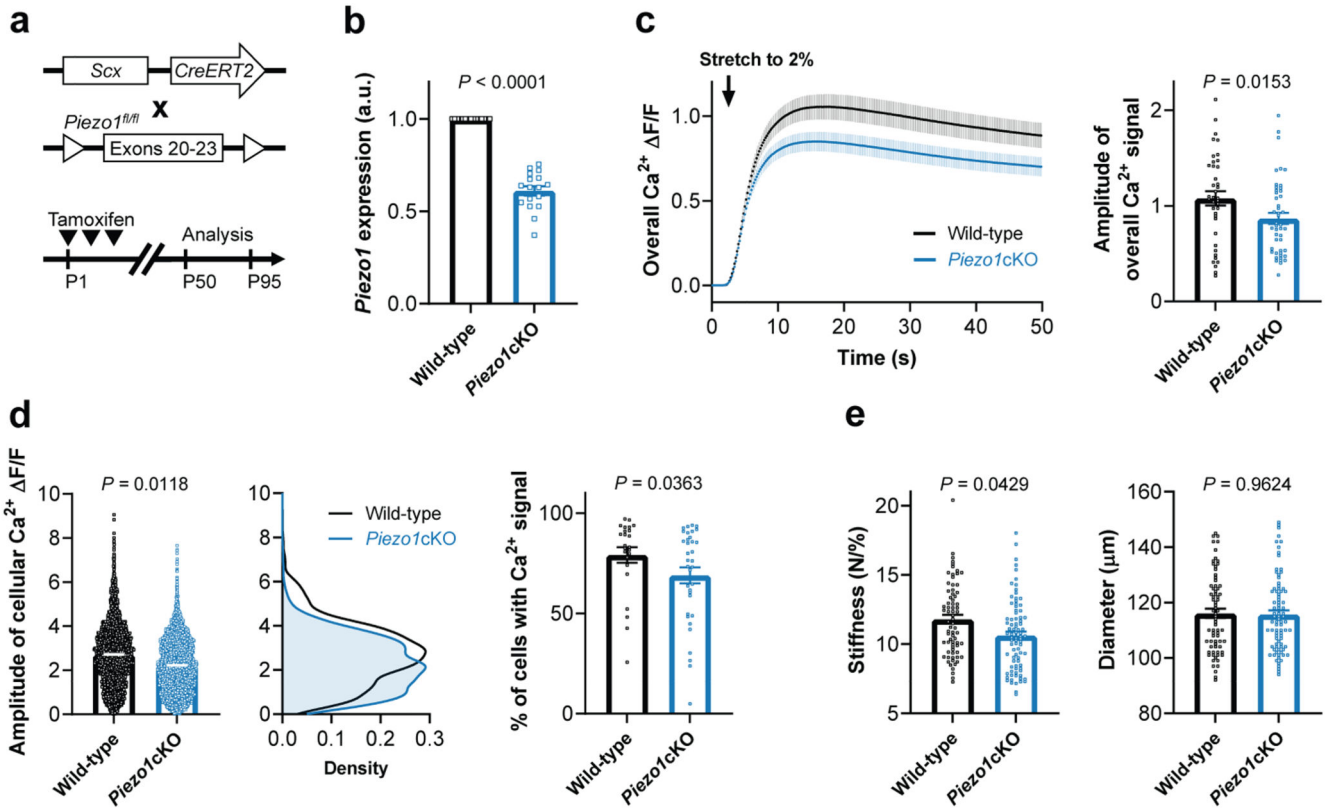 a
Scx
CreERT2
x
Piezo1fl/fl
Exons 20-23
Tamoxifen
Analysis
P1
P50
P95
b
P < 0.0001
Piezo1 expression (a.u.)
1.0
0.5
0.0
Wild-type
Piezo1cKO
c
Stretch to 2%
Overall Ca2+ ΔF/F
1.0
0.5
0.0
Wild-type
Piezo1cKO
0
10
20
30
40
50
Time (s)
P = 0.0153
Amplitude of
overall Ca2+ signal
2
1
0
Wild-type
Piezo1cKO
d
Amplitude of cellular Ca2+ ΔF/F
P = 0.0118
10
8
6
4
2
0
Wild-type
Piezo1cKO
10
8
6
4
2
0
Wild-type
Piezo1cKO
0.0
0.1
0.2
0.3
Density
% of cells with Ca2+ signal
P = 0.0363
100
50
0
Wild-type
Piezo1cKO
e
P = 0.0429
Stiffness (N/%)
20
15
10
5
Wild-type
Piezo1cKO
P = 0.9624
Diameter (μm)
160
140
120
100
80
Wild-type
Piezo1cKO